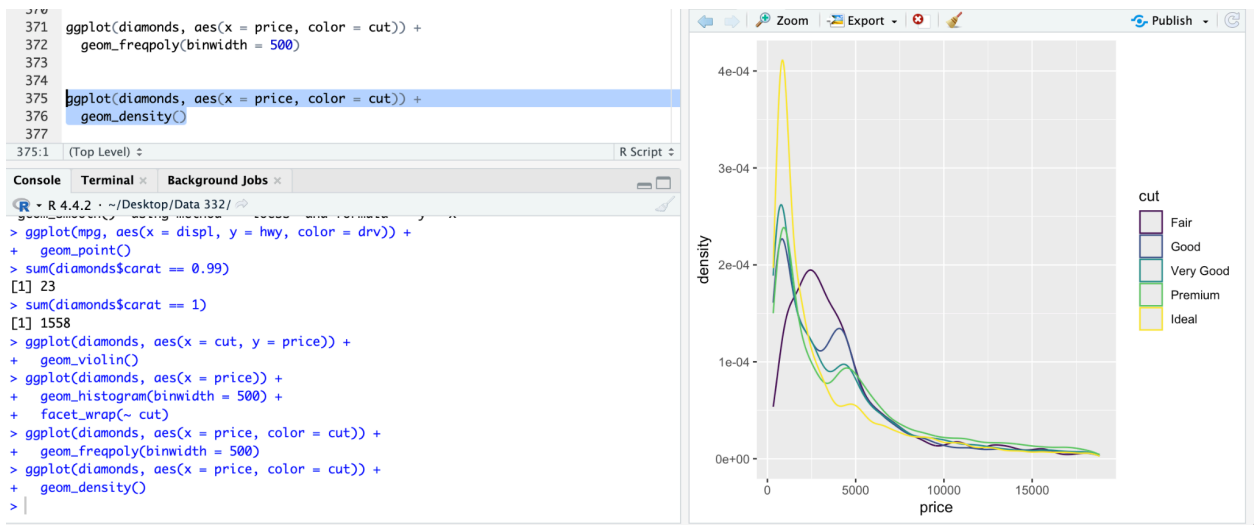 370
371 ggplot(diamonds, aes(x = price, color = cut)) +
372   geom_freqpoly(binwidth = 500)
373
374
375 ggplot(diamonds, aes(x = price, color = cut)) +
376   geom_density()
377
375:1 (Top Level) R Script
Console Terminal Background Jobs
R 4.4.2 · ~/Desktop/Data 332/
> ggplot(mpg, aes(x = displ, y = hwy, color = drv)) +
+   geom_point()
> sum(diamonds$carat == 0.99)
[1] 23
> sum(diamonds$carat == 1)
[1] 1558
> ggplot(diamonds, aes(x = cut, y = price)) +
+   geom_violin()
> ggplot(diamonds, aes(x = price)) +
+   geom_histogram(binwidth = 500) +
+   facet_wrap(~ cut)
> ggplot(diamonds, aes(x = price, color = cut)) +
+   geom_freqpoly(binwidth = 500)
> ggplot(diamonds, aes(x = price, color = cut)) +
+   geom_density()
>
Zoom Export Publish
4e-04
3e-04
2e-04
1e-04
0e+00
density
0 5000 10000 15000
price
cut
Fair
Good
Very Good
Premium
Ideal